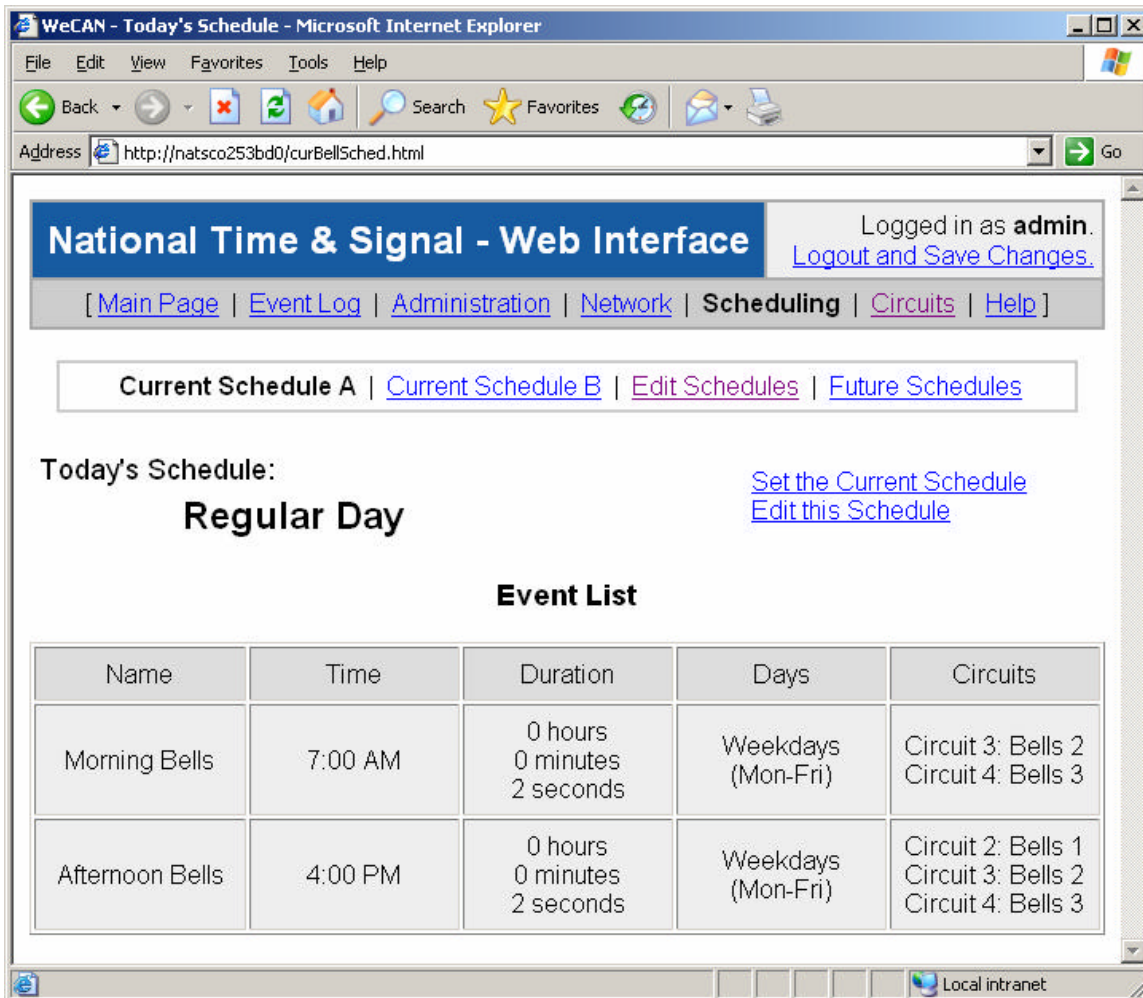 WeCAN - Today's Schedule - Microsoft Internet Explorer
File Edit View Favorites Tools Help
Back Search Favorites
Address http://natsco253bd0/curBellSched.html Go
National Time & Signal - Web Interface
Logged in as admin.
Logout and Save Changes.
[ Main Page | Event Log | Administration | Network | Scheduling | Circuits | Help ]
Current Schedule A | Current Schedule B | Edit Schedules | Future Schedules
Today's Schedule:
Regular Day
Set the Current Schedule
Edit this Schedule
Event List
Name Time Duration Days Circuits
Morning Bells
7:00 AM
0 hours
0 minutes
2 seconds
Weekdays
(Mon-Fri)
Circuit 3: Bells 2
Circuit 4: Bells 3
Afternoon Bells
4:00 PM
0 hours
0 minutes
2 seconds
Weekdays
(Mon-Fri)
Circuit 2: Bells 1
Circuit 3: Bells 2
Circuit 4: Bells 3
Local intranet